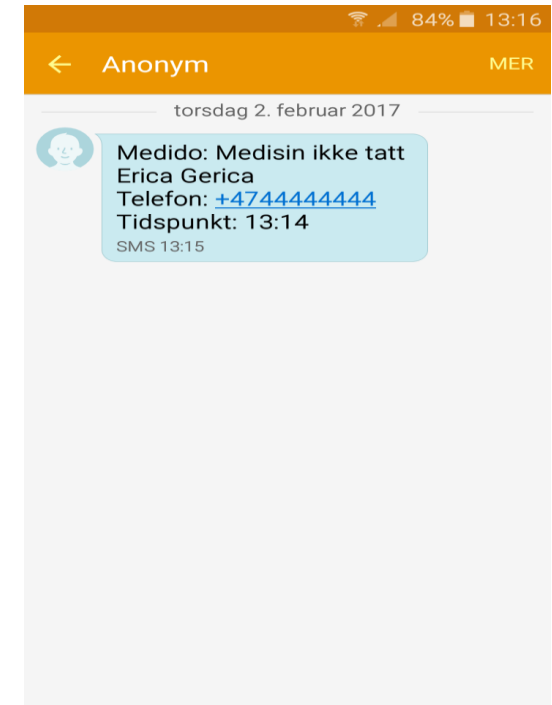 84% 13:16
Anonym MER
torsdag 2. februar 2017
Medido: Medisin ikke tatt
Erica Gerica
Telefon: +4744444444
Tidspunkt: 13:14
SMS 13:15